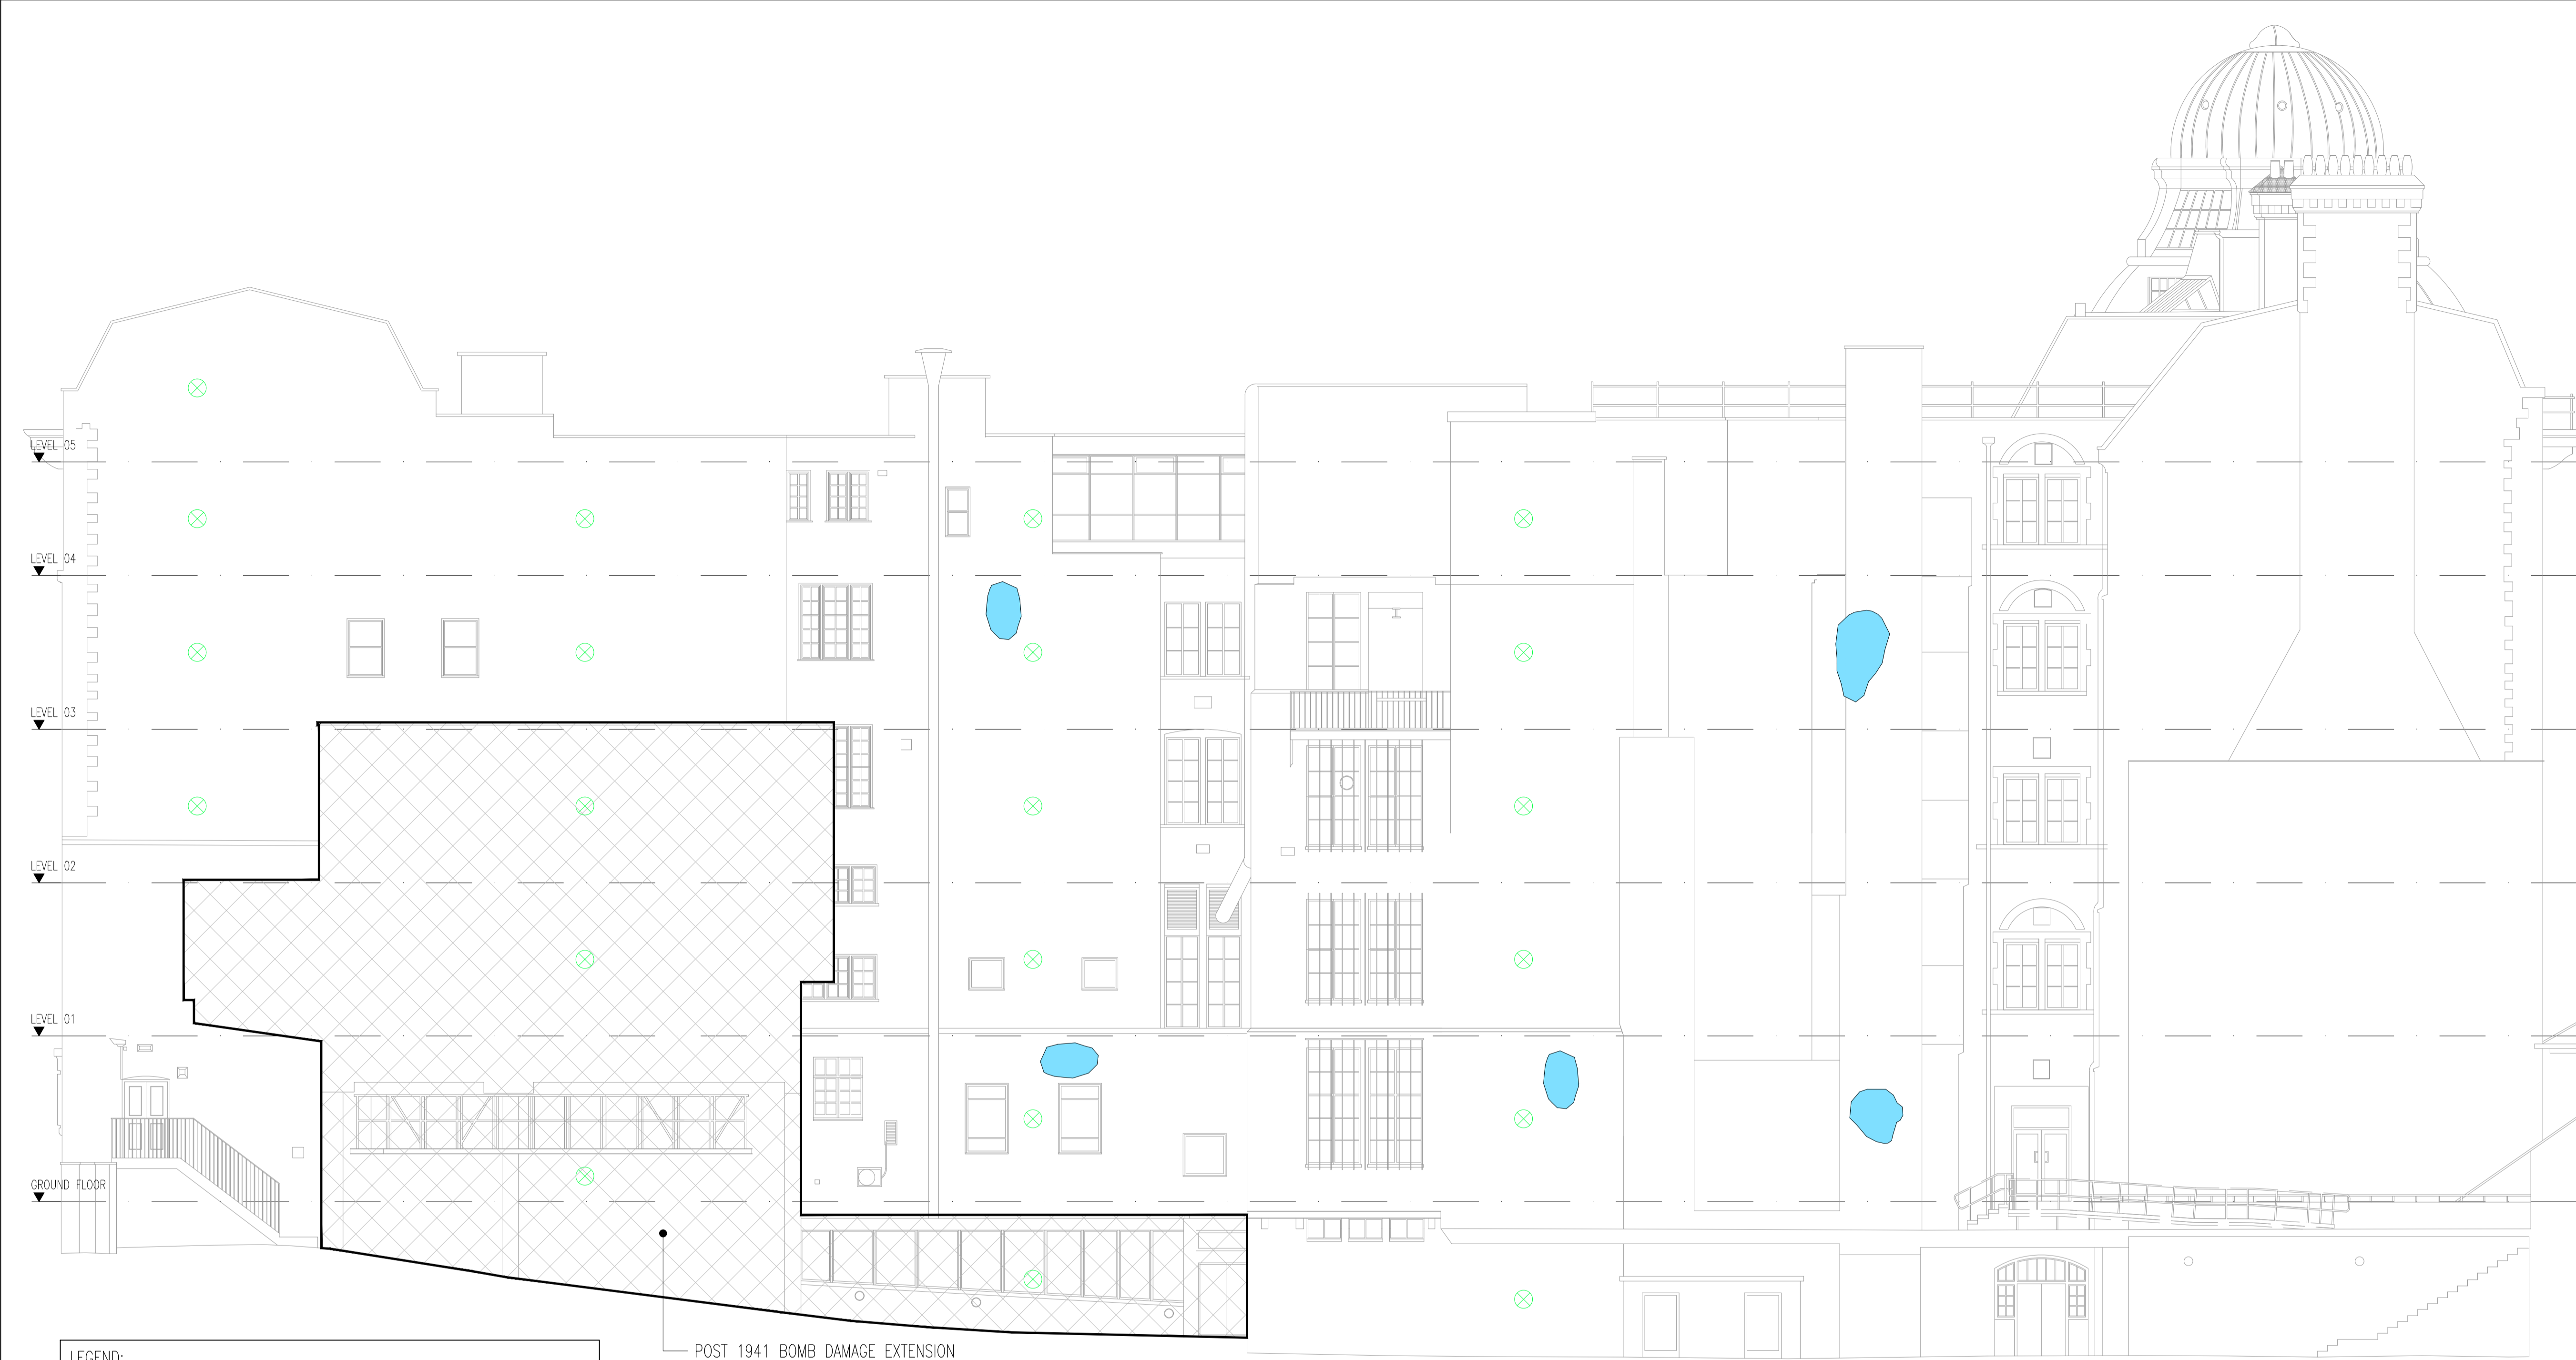 LEVEL 05
LEVEL 04
LEVEL 03
LEVEL 02
LEVEL 01
GROUND FLOOR
POST 1941 BOMB DAMAGE EXTENSION
LEGEND: